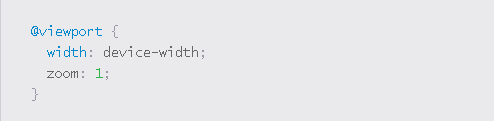 @viewport {
  width: device-width;
  zoom: 1;
}